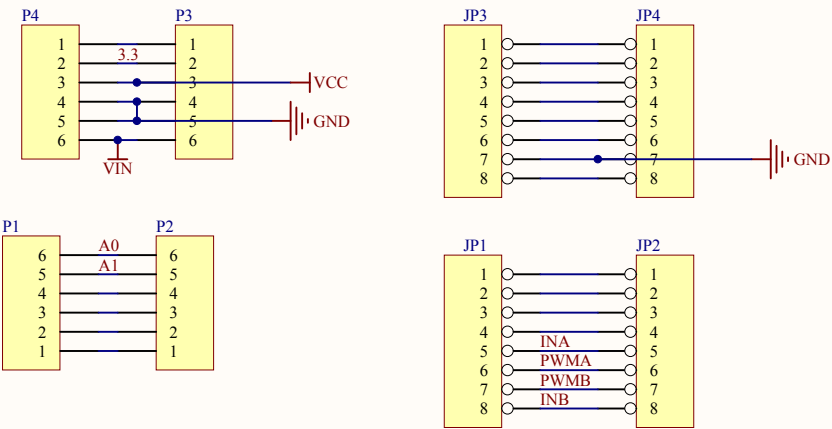 P4 P3
1 1
3.3
2 2
3 3 VCC
4 4
5 5 GND
6 6
VIN
JP3 JP4
1 1
2 2
3 3
4 4
5 5
6 6
7 7 GND
8 8
P1 P2
A0
6 6
A1
5 5
4 4
3 3
2 2
1 1
JP1 JP2
1 1
2 2
3 3
4 4
INA
5 5
PWMA
6 6
PWMB
7 7
INB
8 8